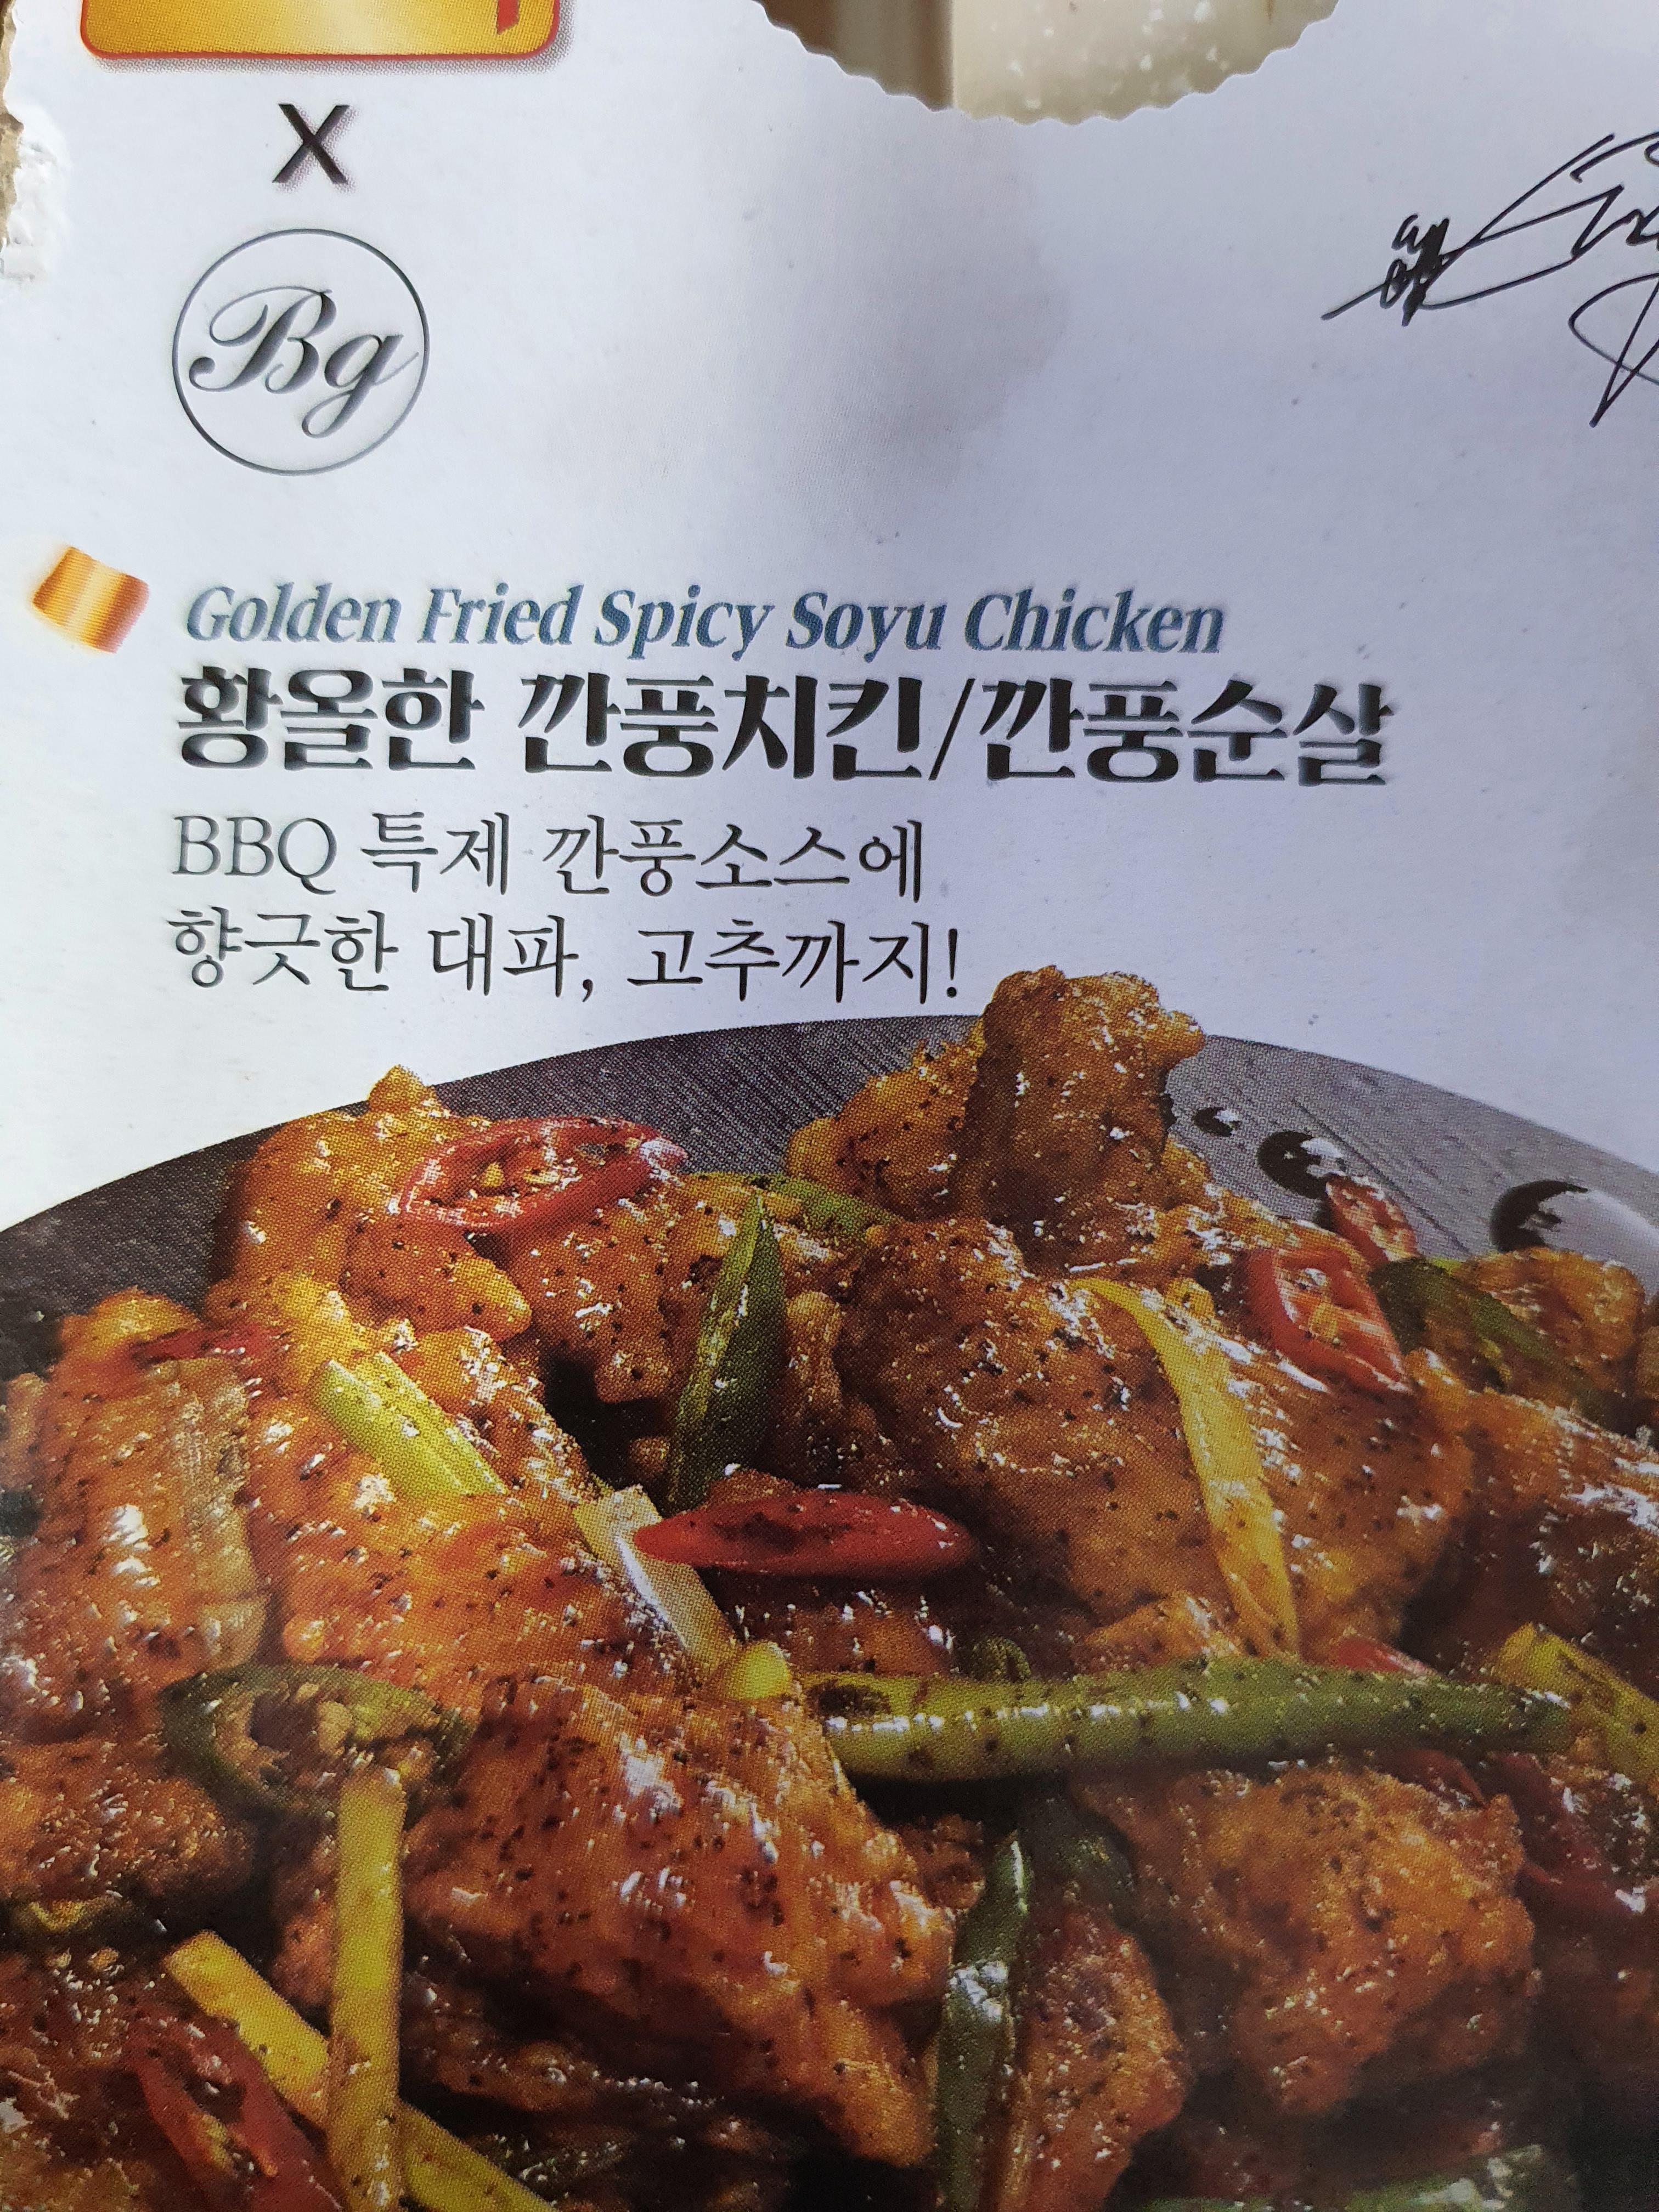 X
Bg
Golden Fried Spicy Soyu Chicken
황올한 깐풍치킨/깐풍순살
BBQ 특제 깐풍소스에
향긋한 대파, 고추까지!